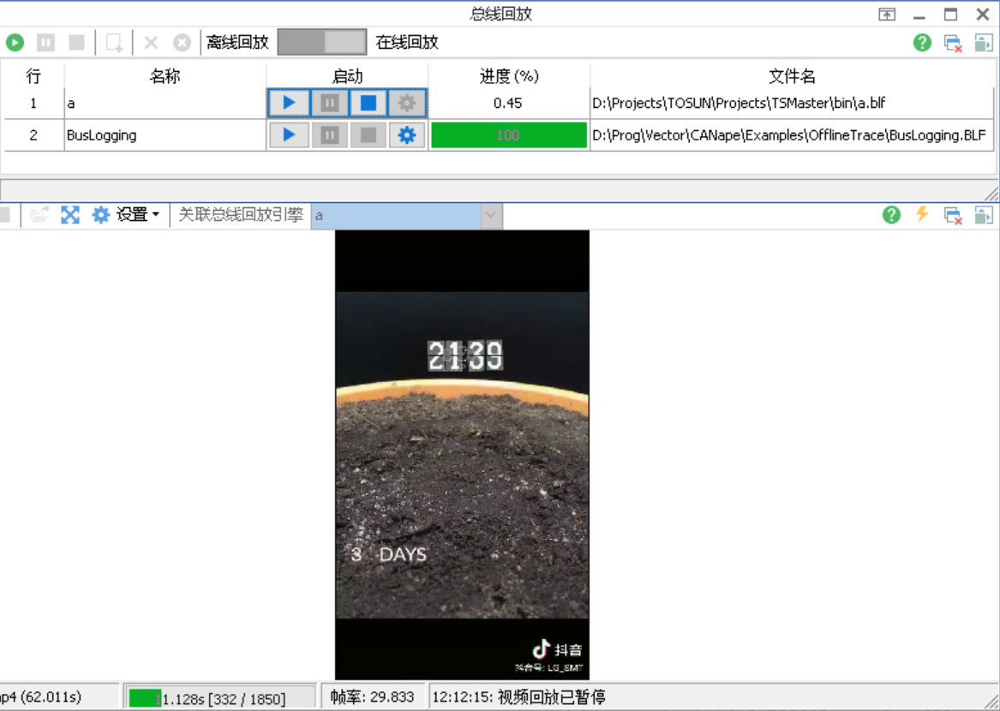 总线回放
离线回放 在线回放
行 名称 启动 进度(%) 文件名
1 a 0.45 D:\Projects\TOSUN\Projects\TSMaster\bin\a.blf
2 BusLogging 100 D:\Prog\Vector\CANape\Examples\OfflineTrace\BusLogging.BLF
设置 关联总线回放引擎 a
21:39
3 DAYS
抖音
抖音号: LG_SMT
p4 (62.011s) 11.128s [332 / 1850] 帧率: 29.833 12:12:15: 视频回放已暂停